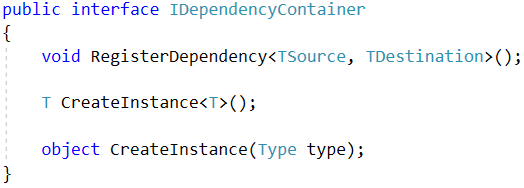 public interface IDependencyContainer
{
void RegisterDependency<TSource, TDestination>();
T CreateInstance<T>();
object CreateInstance(Type type);
}